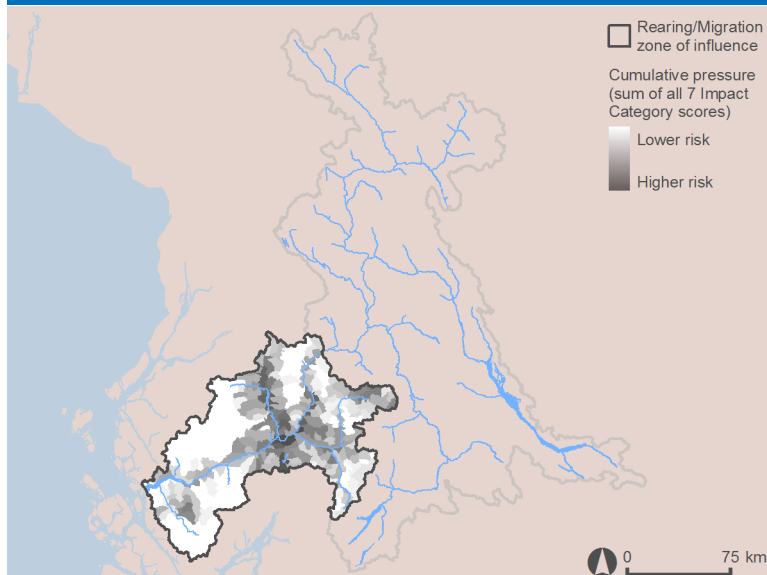 Rearing/Migration
zone of influence
Cumulative pressure
(sum of all 7 Impact
Category scores)
Lower risk
Higher risk
0 75 km